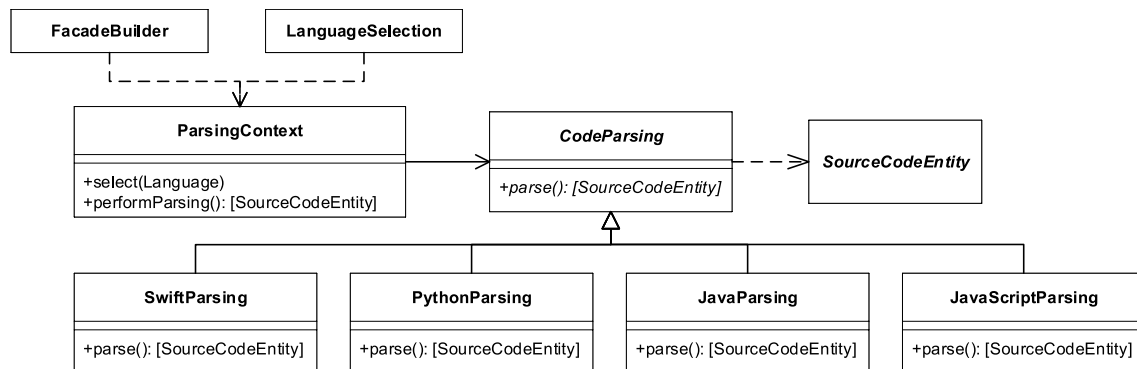 FacadeBuilder
LanguageSelection
ParsingContext
+select(Language)
+performParsing(): [SourceCodeEntity]
CodeParsing
+parse(): [SourceCodeEntity]
SourceCodeEntity
SwiftParsing
+parse(): [SourceCodeEntity]
PythonParsing
+parse(): [SourceCodeEntity]
JavaParsing
+parse(): [SourceCodeEntity]
JavaScriptParsing
+parse(): [SourceCodeEntity]